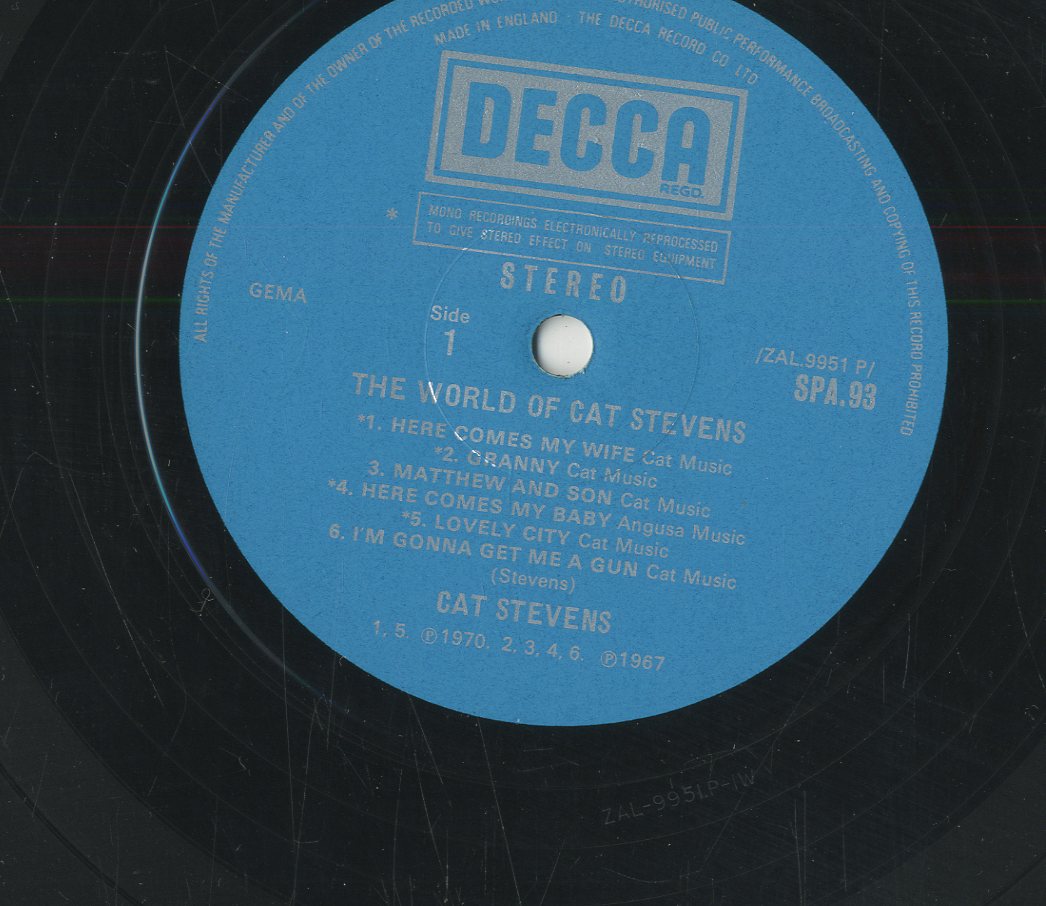 ALL RIGHTS OF THE MANUFACTURER AND OF THE OWNER OF THE RECORDED
AUTHORISED PUBLIC PERFORMANCE BROADCASTING AND COPYING OF THIS RECORD PROHIBITED
MADE IN ENGLAND · THE DECCA RECORD CO LTD
DECCA
REGD.
* MONO RECORDINGS ELECTRONICALLY REPROCESSED
TO GIVE STEREO EFFECT ON STEREO EQUIPMENT
STEREO
GEMA
Side
1
/ZAL.9951 P/
SPA.93
THE WORLD OF CAT STEVENS
*1. HERE COMES MY WIFE Cat Music
*2. GRANNY Cat Music
3. MATTHEW AND SON Cat Music
*4. HERE COMES MY BABY Angusa Music
*5. LOVELY CITY Cat Music
6. I'M GONNA GET ME A GUN Cat Music
(Stevens)
CAT STEVENS
1, 5. Ⓟ1970. 2, 3, 4, 6. Ⓟ1967
ZAL-9951.P-1W